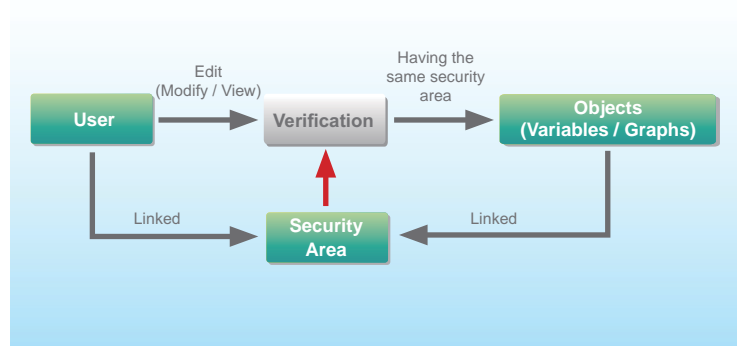 Edit
(Modify / View)
Having the
same security
area
User
Verification
Objects
(Variables / Graphs)
Linked
Security
Area
Linked